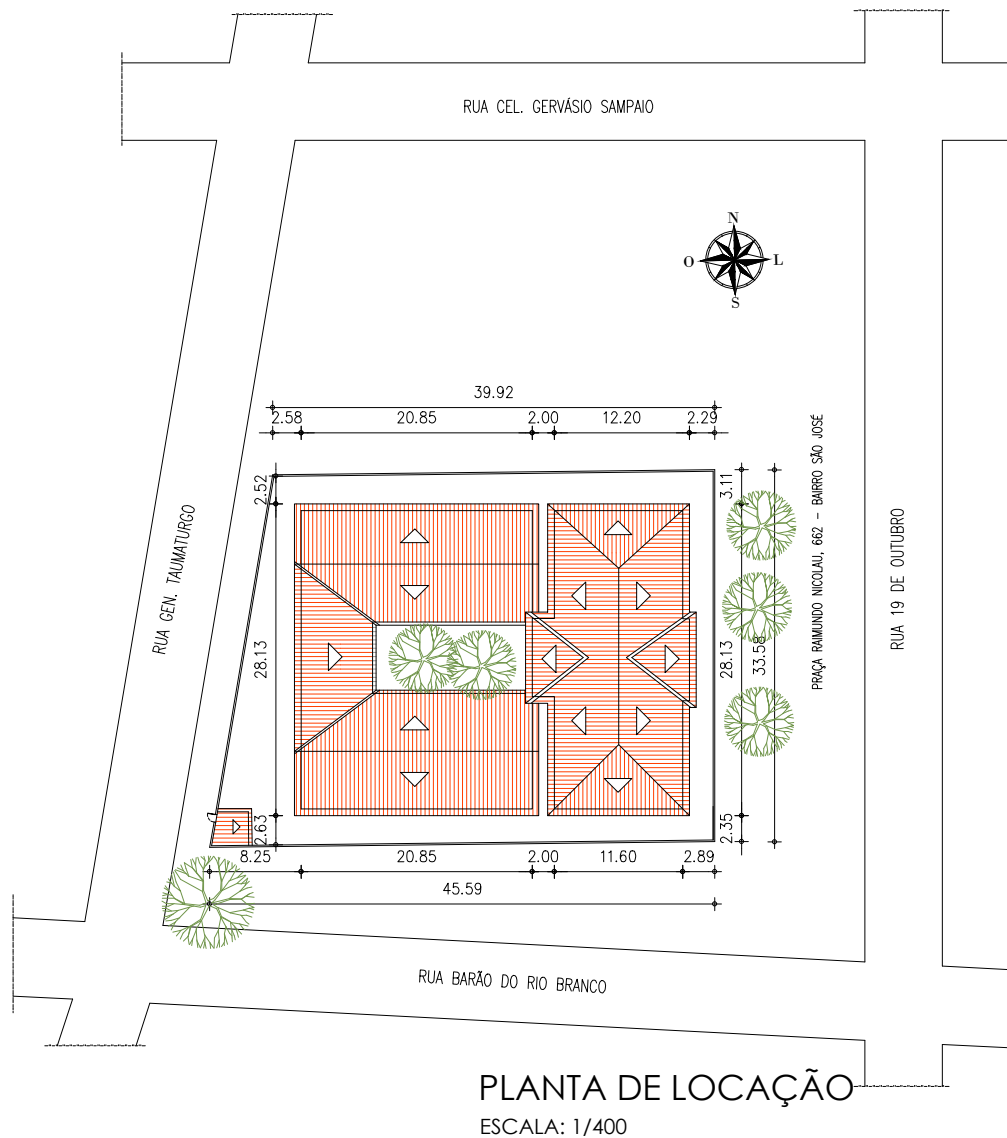 RUA CEL. GERVÁSIO SAMPAIO
N
O
L
S
39.92
2.58
20.85
2.00
12.20
2.29
RUA GEN. TAUMATURGO
2.52
28.13
2.63
3.11
28.13
2.35
33.58
PRAÇA RAIMUNDO NICOLAU, 662 - BAIRRO SÃO JOSÉ
RUA 19 DE OUTUBRO
8.25
20.85
2.00
11.60
2.89
45.59
RUA BARÃO DO RIO BRANCO
PLANTA DE LOCAÇÃO
ESCALA: 1/400